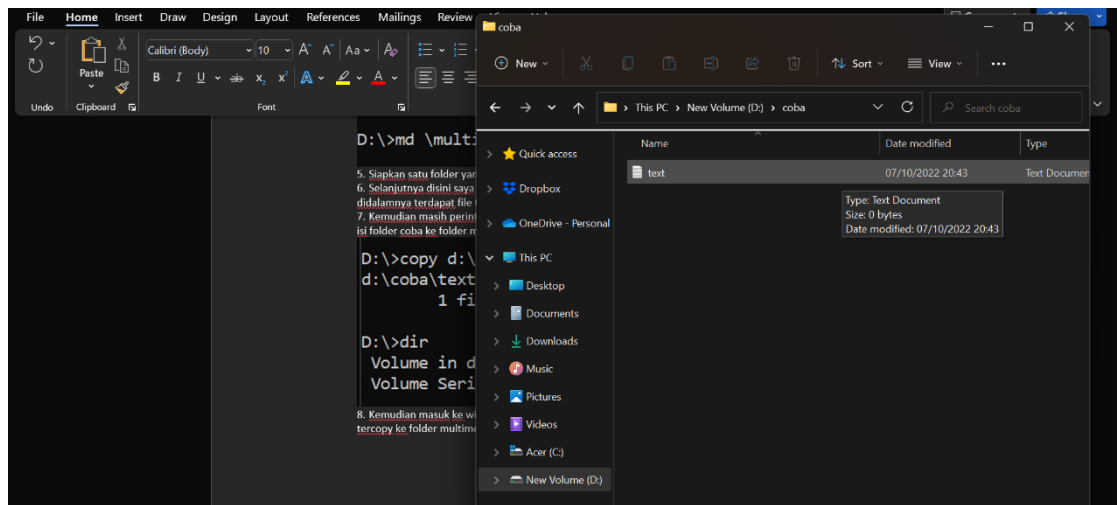 File Home Insert Draw Design Layout References Mailings Review
Calibri (Body) 10 A A Aa A
Paste
B I U ab x₂ x² A A
Undo Clipboard Font
D:\>md \multi
5. Siapkan satu folder yan
6. Selanjutnya disini saya
didalamnya terdapat file
7. Kemudian masih perint
isi folder coba ke folder m
D:\>copy d:\
d:\coba\text
1 fi
D:\>dir
Volume in d
Volume Seri
8. Kemudian masuk ke wi
tercopy ke folder multime
coba
New Sort View
This PC New Volume (D:) coba Search coba
Name Date modified Type
text 07/10/2022 20:43 Text Documen
Type: Text Document
Size: 0 bytes
Date modified: 07/10/2022 20:43
Quick access
Dropbox
OneDrive - Personal
This PC
Desktop
Documents
Downloads
Music
Pictures
Videos
Acer (C:)
New Volume (D:)